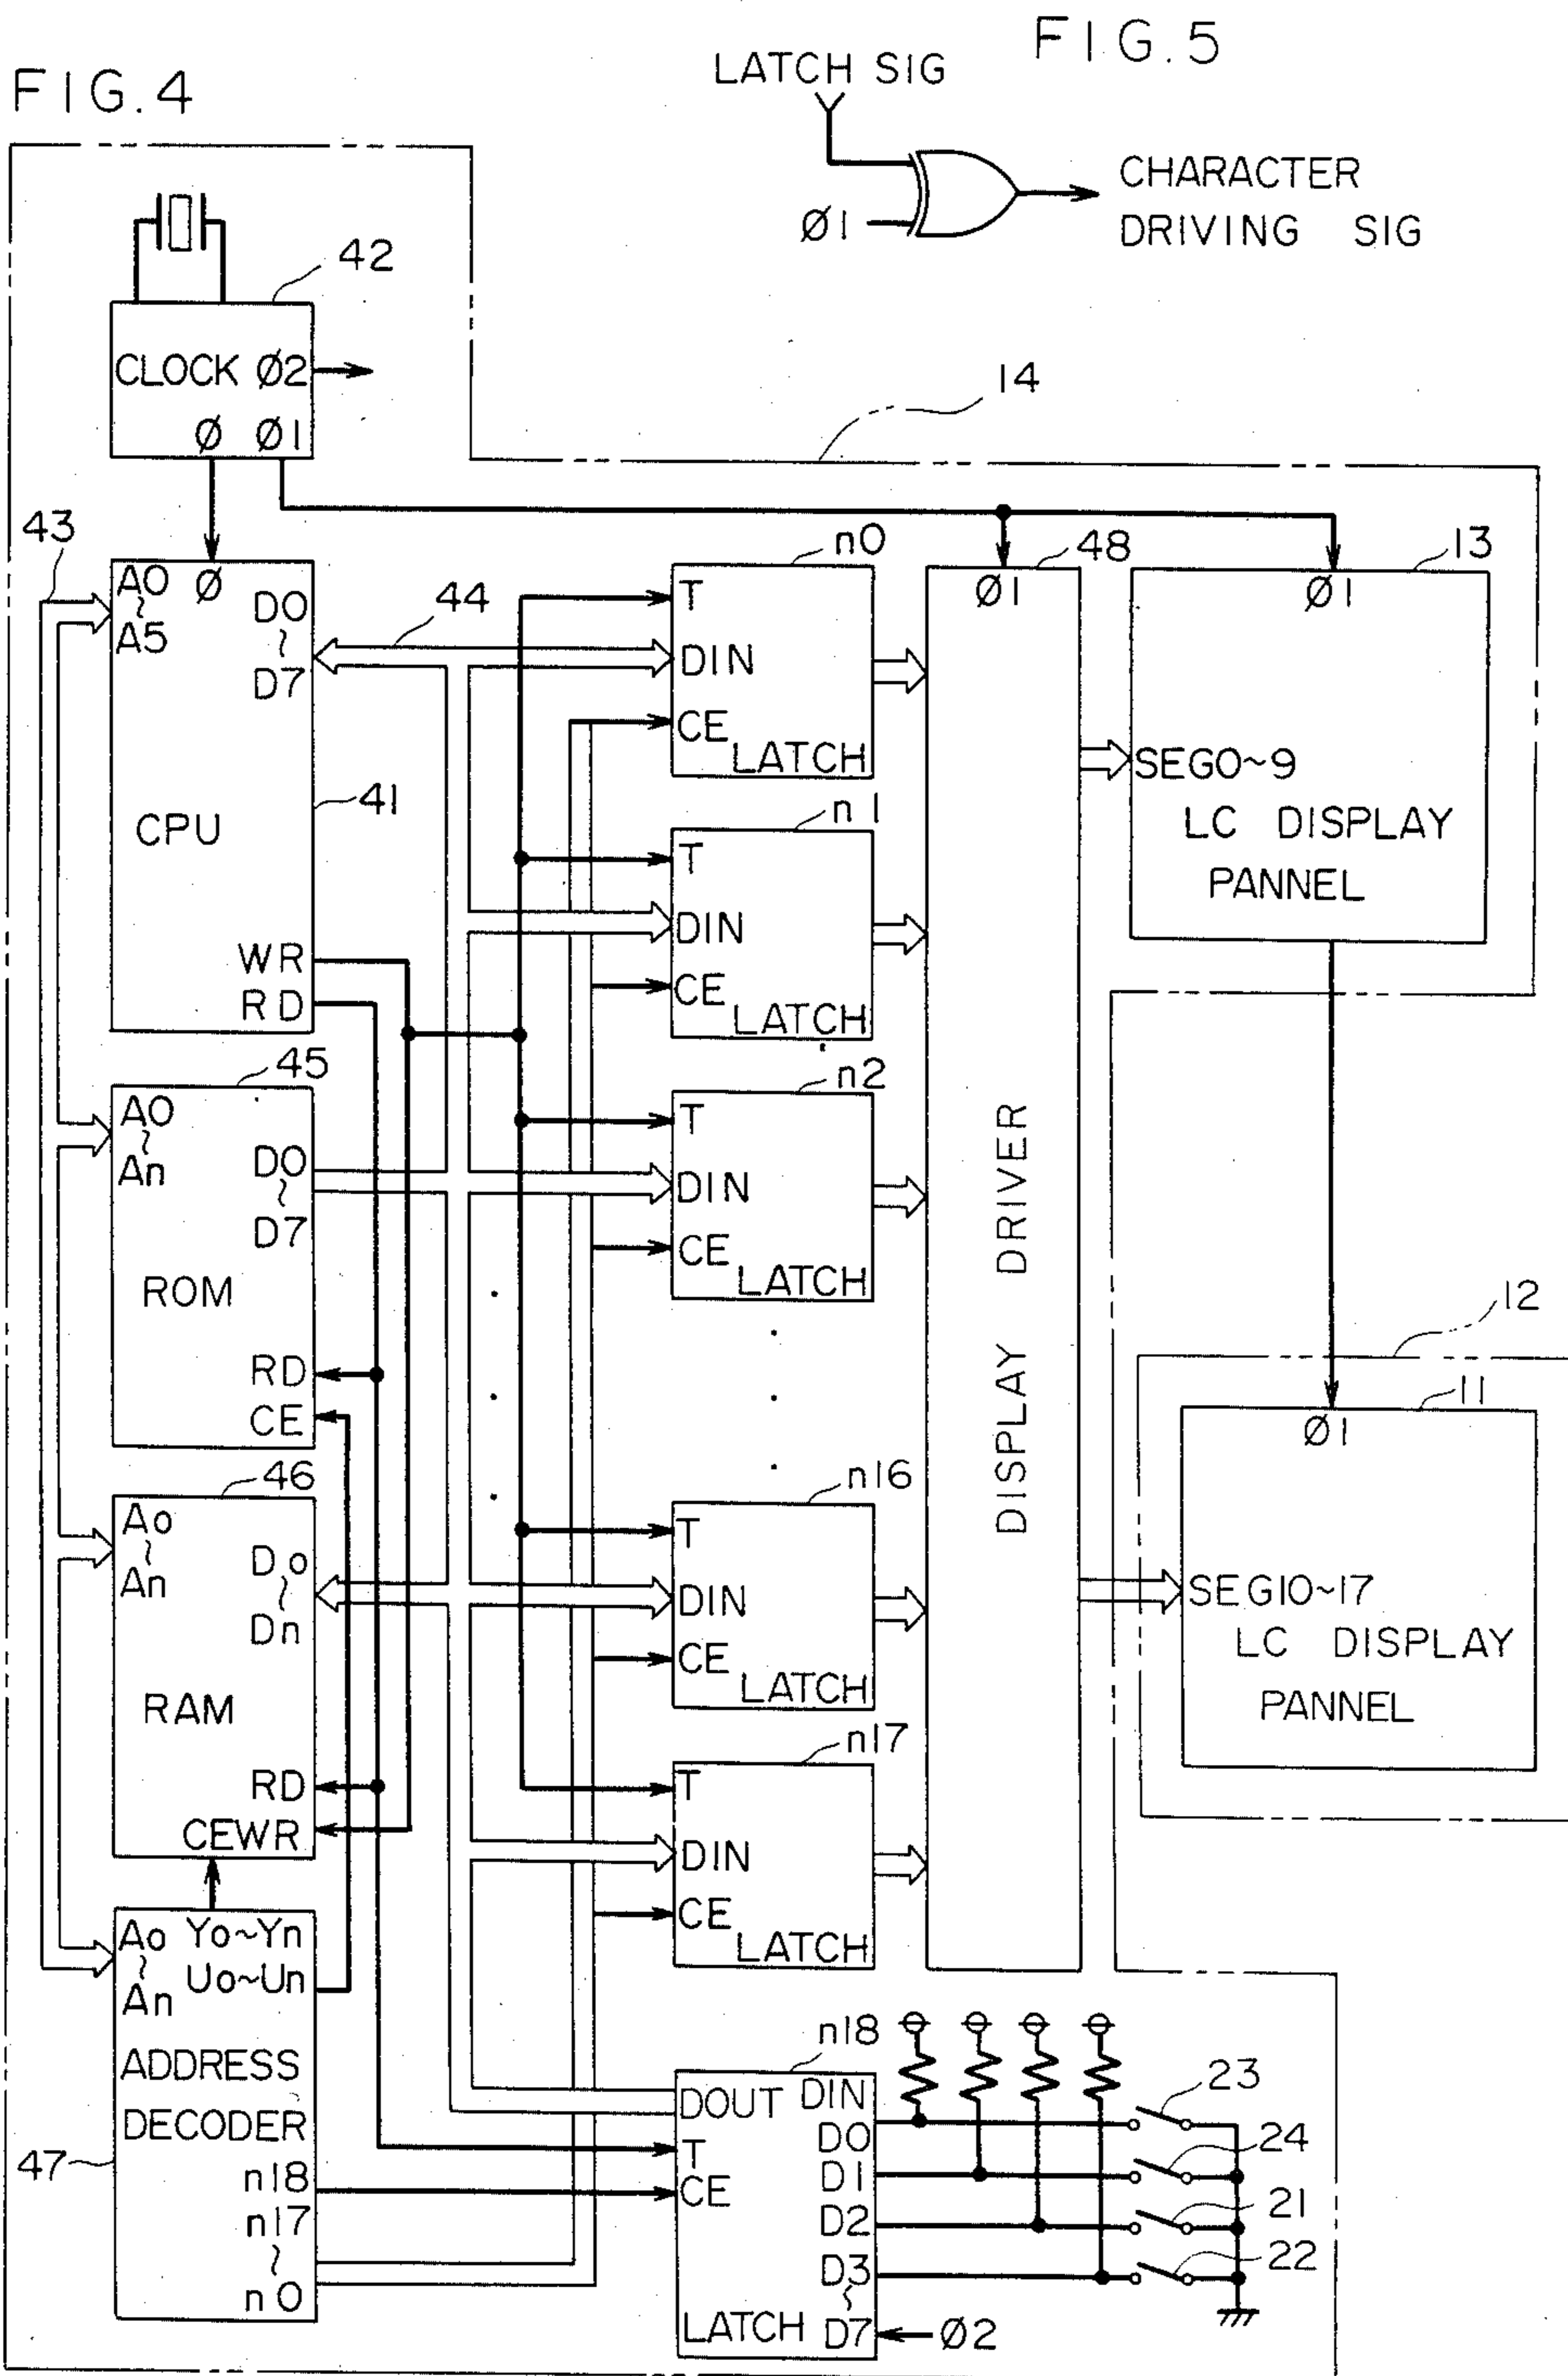 FIG. 5
LATCH SIG
FIG. 4
Ø1
CHARACTER
DRIVING SIG
42
CLOCK Ø2
Ø Ø1
14
43
A0
~
A5
Ø
D0
~
D7
44
CPU
41
WR
RD
n0
T
DIN
CE
LATCH
n1
T
DIN
CE
LATCH
n2
T
DIN
CE
LATCH
n16
T
DIN
CE
LATCH
n17
T
DIN
CE
LATCH
48
Ø1
DISPLAY DRIVER
13
Ø1
SEG0~9
LC DISPLAY
PANNEL
12
11
Ø1
SEG10~17
LC DISPLAY
PANNEL
45
A0
~
An
D0
~
D7
ROM
RD
CE
46
Ao
~
An
Do
~
Dn
RAM
RD
CEWR
Ao
~
An
Yo~Yn
Uo~Un
ADDRESS
DECODER
47
n18
n17
~
n0
n18
DOUT
DIN
T
CE
D0
D1
D2
D3
~
D7
LATCH
Ø2
23
24
21
22